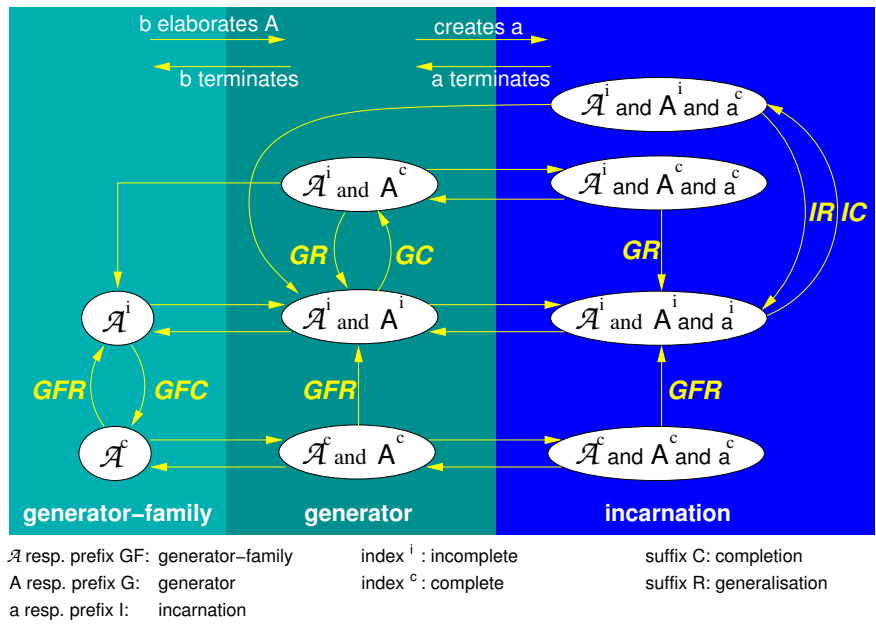 b elaborates A
creates a
b terminates
a terminates
𝒜ⁱ and Aⁱ and aᶜ
𝒜ⁱ and Aᶜ
𝒜ⁱ and Aᶜ and aᶜ
IR IC
GR
GC
GR
𝒜ⁱ
𝒜ⁱ and Aⁱ
𝒜ⁱ and Aⁱ and aⁱ
GFR
GFC
GFR
GFR
𝒜ᶜ
𝒜ᶜ and Aᶜ
𝒜ᶜ and Aᶜ and aᶜ
generator-family
generator
incarnation
𝒜 resp. prefix GF: generator-family
index ⁱ : incomplete
suffix C: completion
A resp. prefix G: generator
index ᶜ : complete
suffix R: generalisation
a resp. prefix I: incarnation